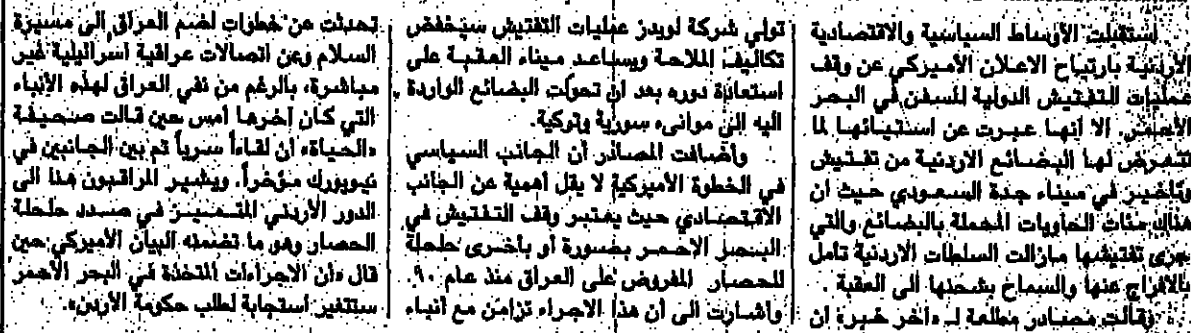 استقبلت الأوساط السياسية والاقتصادية
الأردنية بارتياح الاعلان الأميركي عن وقف
عمليات التفتيش الدولية للسفن في البحر
الأحمر. الا أنها عبرت عن استيائها لما
تتعرض لها البضائع الاردنية من تفتيش
وتأخير في ميناء جدة السعودي حيث ان
هناك مئات الحاويات المحملة بالبضائع والتي
جرى تفتيشها مازالت السلطات الاردنية تأمل
بالافراج عنها والسماح بشحنها الى العقبة .
وقالت مصادر مطلعة لـ «آخر خبر» ان
تولي شركة لويدز عمليات التفتيش سيخفض
تكاليف الملاحة ويساعد ميناء العقبة على
استعادة دوره بعد ان تحولت البضائع الواردة
اليه الى موانىء سورية وتركية.
وأضافت المصادر أن الجانب السياسي
في الخطوة الأميركية لا يقل أهمية عن الجانب
الاقتصادي حيث يعتبر وقف التفتيش في
البحر الاحمر بصورة أو بأخرى حلحلة
للحصار المفروض على العراق منذ عام ٩٠.
وأشارت الى أن هذا الاجراء تزامن مع أنباء
تحدثت عن خطوات لضم العراق إلى مسيرة
السلام وعن اتصالات عراقية اسرائيلية غير
مباشرة، بالرغم من نفي العراق لهذه الأنباء
التي كان آخرها أمس حين قالت صحيفة
«الحياة» ان لقاءاً سرياً تم بين الجانبين في
نيويورك مؤخراً. ويشير المراقبون هنا الى
الدور الأردني المتميز في صدد حلحلة
الحصار وهو ما تضمنه البيان الأميركي حين
قال «أن الاجراءات المتخذة في البحر الأحمر
ستتغير استجابة لطلب حكومة الأردن».